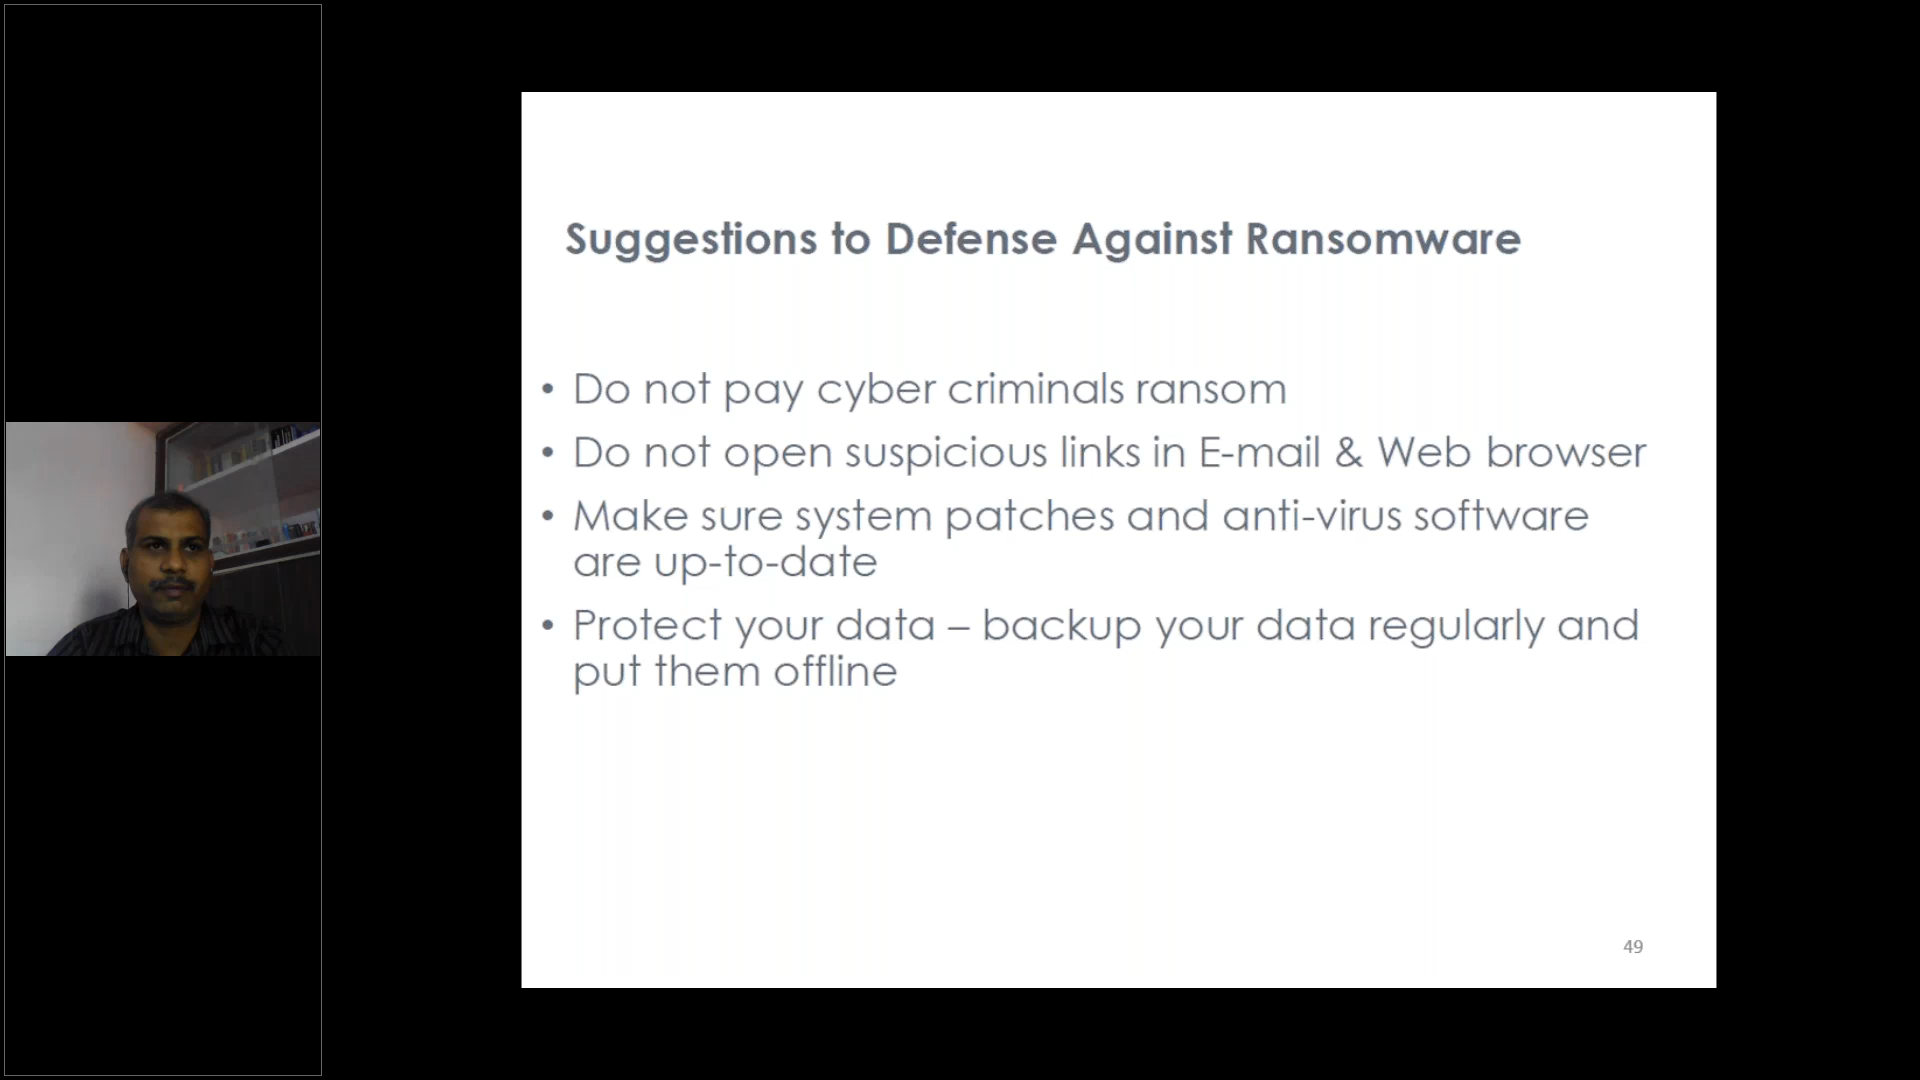 Suggestions to Defense Against Ransomware
• Do not pay cyber criminals ransom
• Do not open suspicious links in E-mail & Web browser
• Make sure system patches and anti-virus software
are up-to-date
• Protect your data – backup your data regularly and
put them offline
49